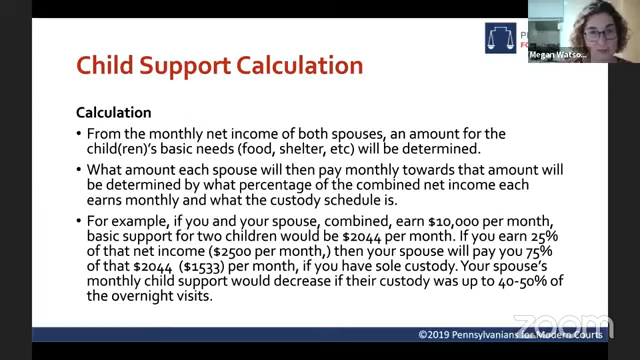 Child Support Calculation
Calculation
• From the monthly net income of both spouses, an amount for the
child(ren)'s basic needs (food, shelter, etc) will be determined.
• What amount each spouse will then pay monthly towards that amount will
be determined by what percentage of the combined net income each
earns monthly and what the custody schedule is.
• For example, if you and your spouse, combined, earn $10,000 per month,
basic support for two children would be $2044 per month. If you earn 25%
of that net income ($2500 per month,) then your spouse will pay you 75%
of that $2044 ($1533) per month, if you have sole custody. Your spouse's
monthly child support would decrease if their custody was up to 40-50% of
the overnight visits.
©2019 Pennsylvanians for Modern Courts
zoom
Megan Watso...